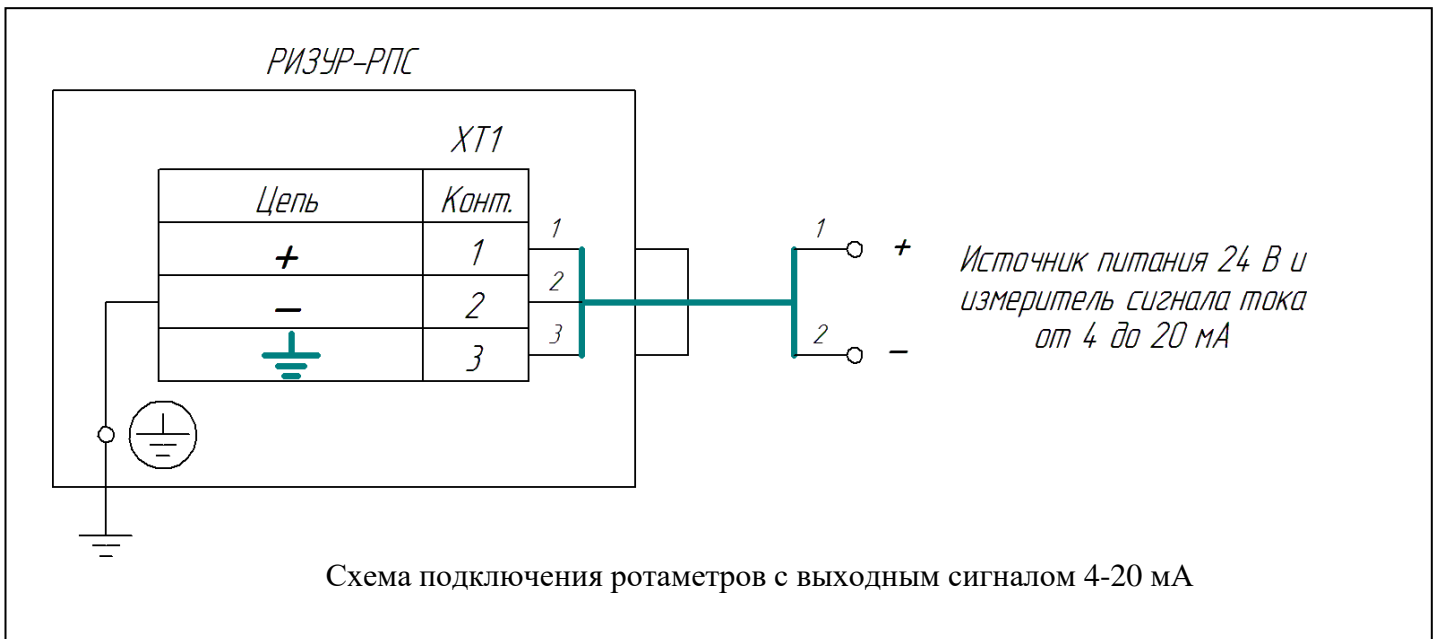 РИЗУР-РПС
XT1
Цепь Конт.
+ 1
− 2
3
1
2
3
1 +
2 −
Источник питания 24 В и
измеритель сигнала тока
от 4 до 20 мА
Схема подключения ротаметров с выходным сигналом 4-20 мА